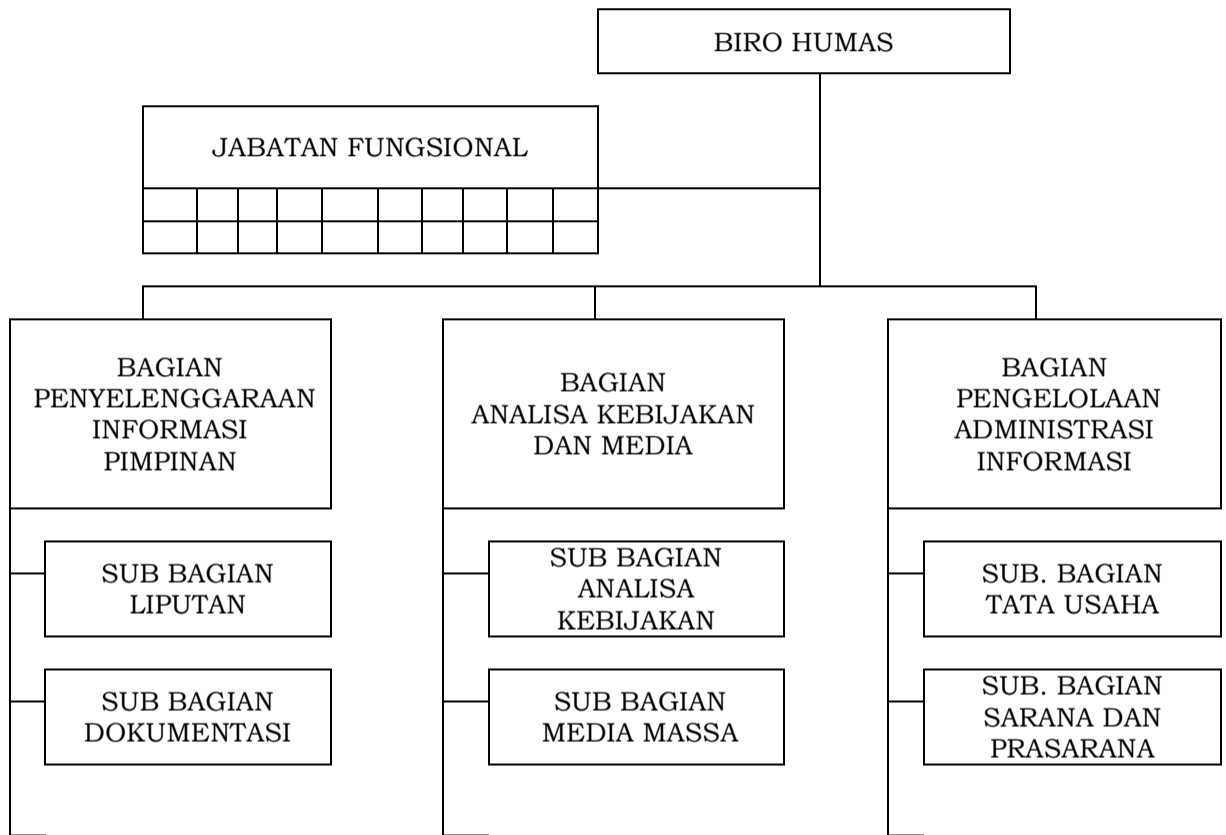 BIRO HUMAS
JABATAN FUNGSIONAL
BAGIAN
PENYELENGGARAAN
INFORMASI
PIMPINAN
BAGIAN
ANALISA KEBIJAKAN
DAN MEDIA
BAGIAN
PENGELOLAAN
ADMINISTRASI
INFORMASI
SUB BAGIAN
LIPUTAN
SUB BAGIAN
ANALISA
KEBIJAKAN
SUB. BAGIAN
TATA USAHA
SUB BAGIAN
DOKUMENTASI
SUB BAGIAN
MEDIA MASSA
SUB. BAGIAN
SARANA DAN
PRASARANA